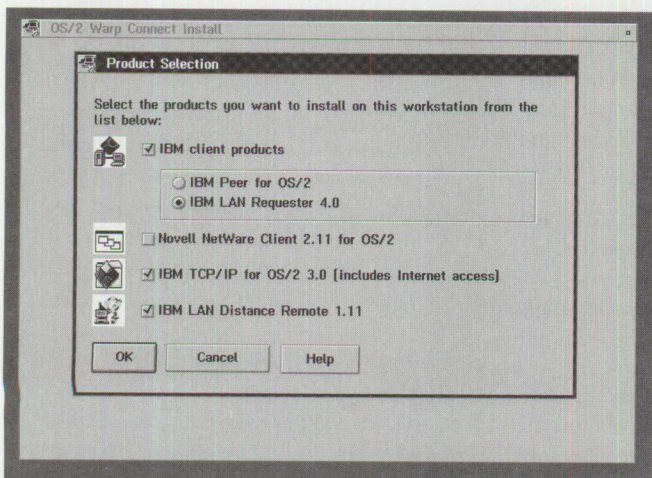 OS/2 Warp Connect Install
Product Selection
Select the products you want to install on this workstation from the
list below:
IBM client products
IBM Peer for OS/2
IBM LAN Requester 4.0
Novell NetWare Client 2.11 for OS/2
IBM TCP/IP for OS/2 3.0 (includes Internet access)
IBM LAN Distance Remote 1.11
OK
Cancel
Help